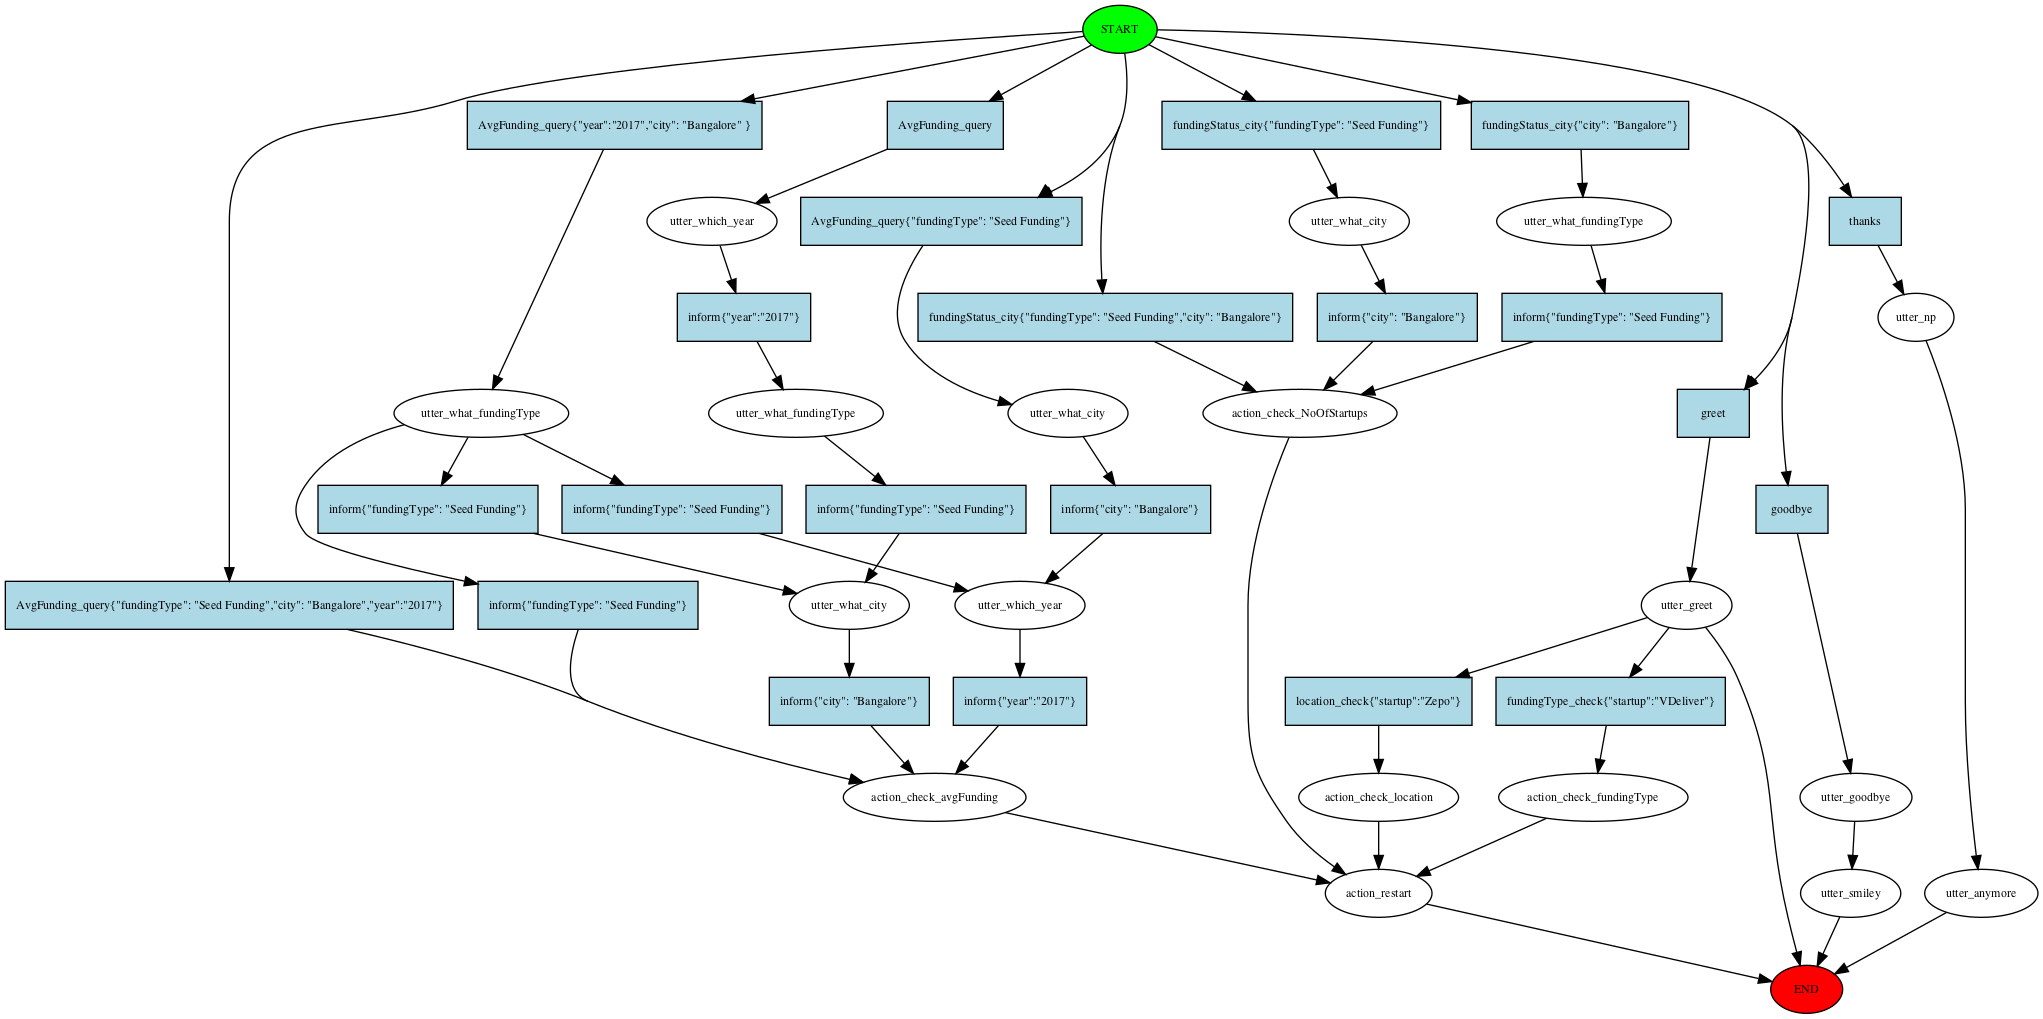 START
AvgFunding_query{"year":"2017","city": "Bangalore" }
AvgFunding_query
fundingStatus_city{"fundingType": "Seed Funding"}
fundingStatus_city{"city": "Bangalore"}
utter_which_year
AvgFunding_query{"fundingType": "Seed Funding"}
utter_what_city
utter_what_fundingType
thanks
inform{"year":"2017"}
fundingStatus_city{"fundingType": "Seed Funding","city": "Bangalore"}
inform{"city": "Bangalore"}
inform{"fundingType": "Seed Funding"}
utter_np
utter_what_fundingType
utter_what_fundingType
utter_what_city
action_check_NoOfStartups
greet
inform{"fundingType": "Seed Funding"}
inform{"fundingType": "Seed Funding"}
inform{"fundingType": "Seed Funding"}
inform{"city": "Bangalore"}
goodbye
AvgFunding_query{"fundingType": "Seed Funding","city": "Bangalore","year":"2017"}
inform{"fundingType": "Seed Funding"}
utter_what_city
utter_which_year
utter_greet
inform{"city": "Bangalore"}
inform{"year":"2017"}
location_check{"startup":"Zepo"}
fundingType_check{"startup":"VDeliver"}
action_check_avgFunding
action_check_location
action_check_fundingType
utter_goodbye
action_restart
utter_smiley
utter_anymore
END